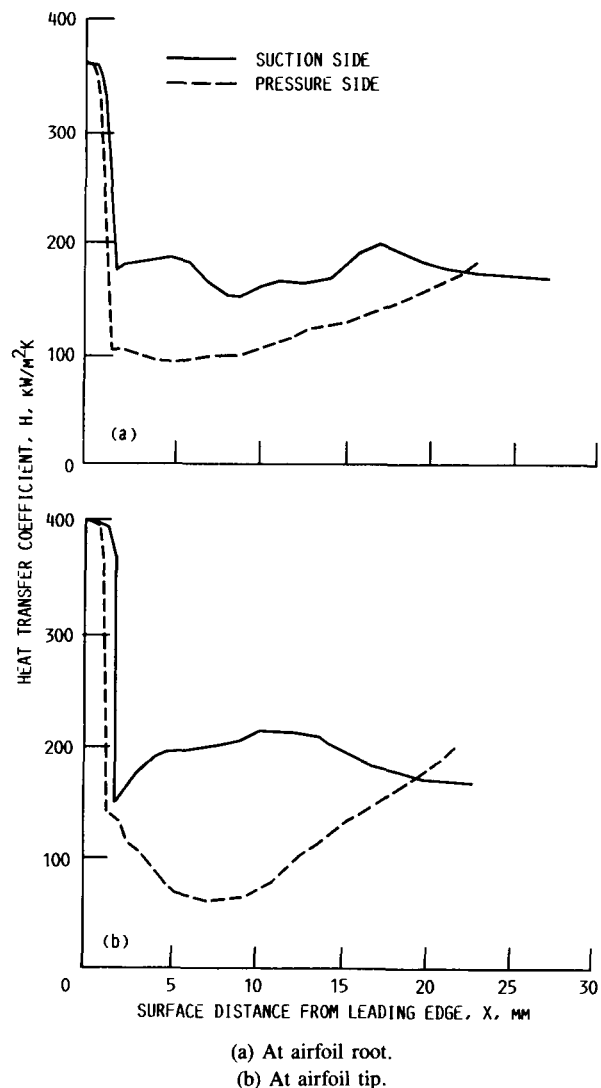 400
SUCTION SIDE
PRESSURE SIDE
300
200
100
(a)
0
HEAT TRANSFER COEFFICIENT, H, KW/M²K
400
300
200
100
(b)
0 5 10 15 20 25 30
SURFACE DISTANCE FROM LEADING EDGE, X, MM
(a) At airfoil root.
(b) At airfoil tip.